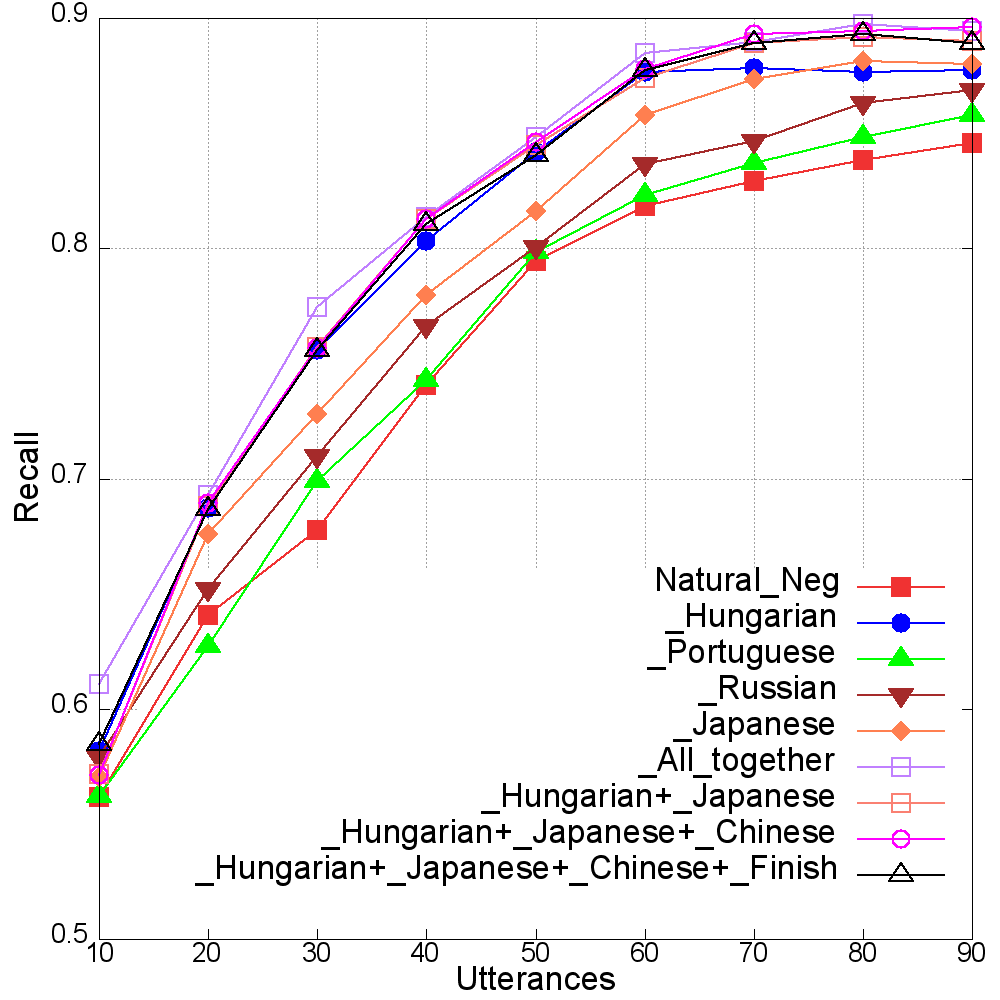 0.9
0.8
0.7
0.6
0.5
Recall
Natural_Neg
_Hungarian
_Portuguese
_Russian
_Japanese
_All_together
_Hungarian+_Japanese
_Hungarian+_Japanese+_Chinese
_Hungarian+_Japanese+_Chinese+_Finish
10 20 30 40 50 60 70 80 90
Utterances